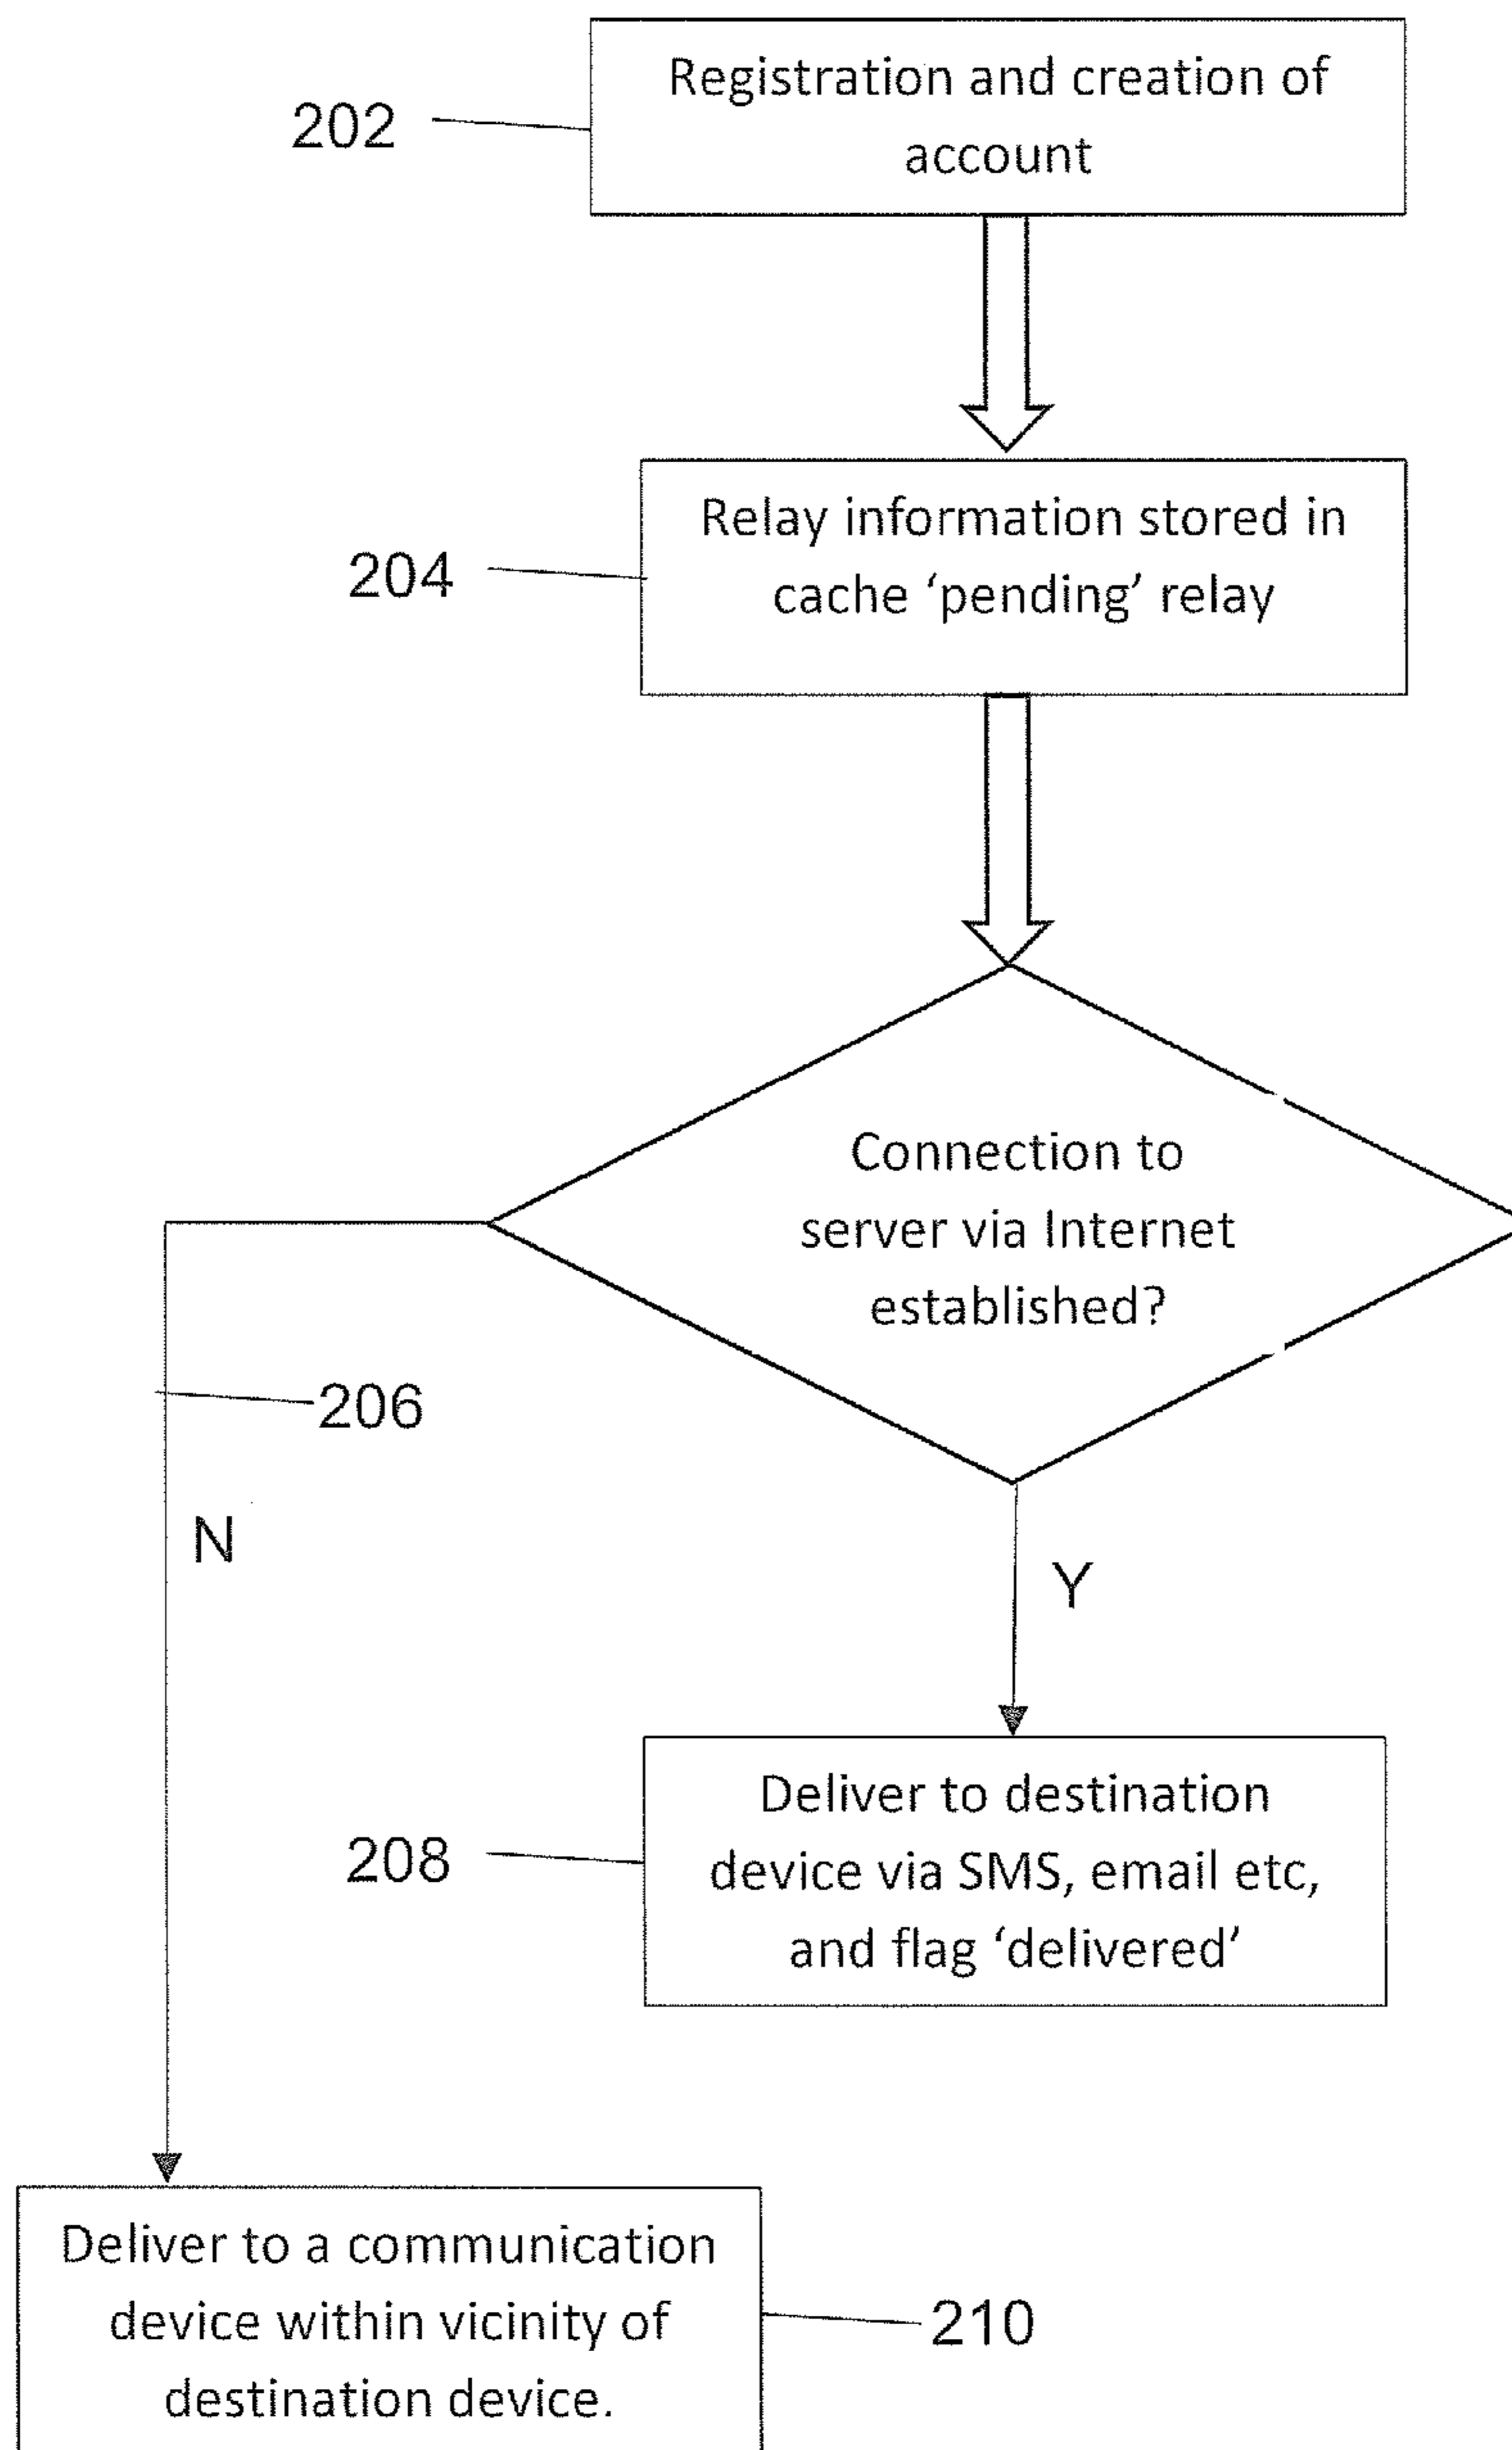 Registration and creation of
account
202
Relay information stored in
cache ‘pending’ relay
204
Connection to
server via Internet
established?
206
N
Y
Deliver to destination
device via SMS, email etc,
and flag ‘delivered’
208
Deliver to a communication
device within vicinity of
destination device.
210